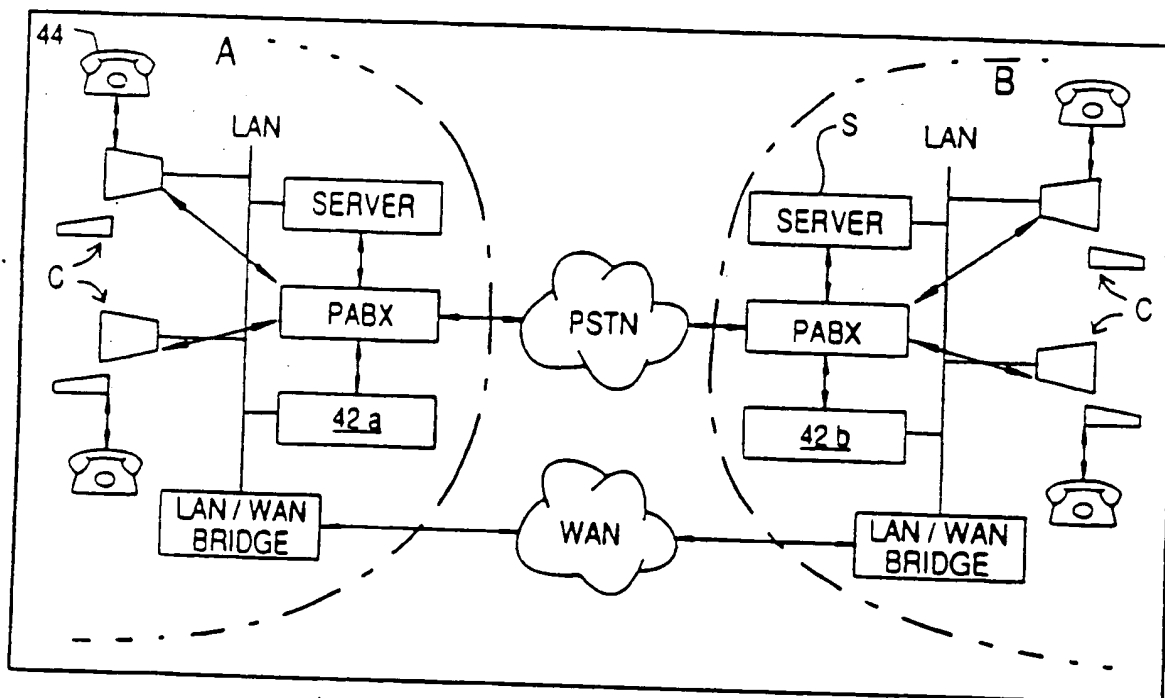 44
A
B
S
LAN
LAN
SERVER
SERVER
C
C
PABX
PSTN
PABX
42 a
42 b
LAN / WAN
BRIDGE
WAN
LAN / WAN
BRIDGE